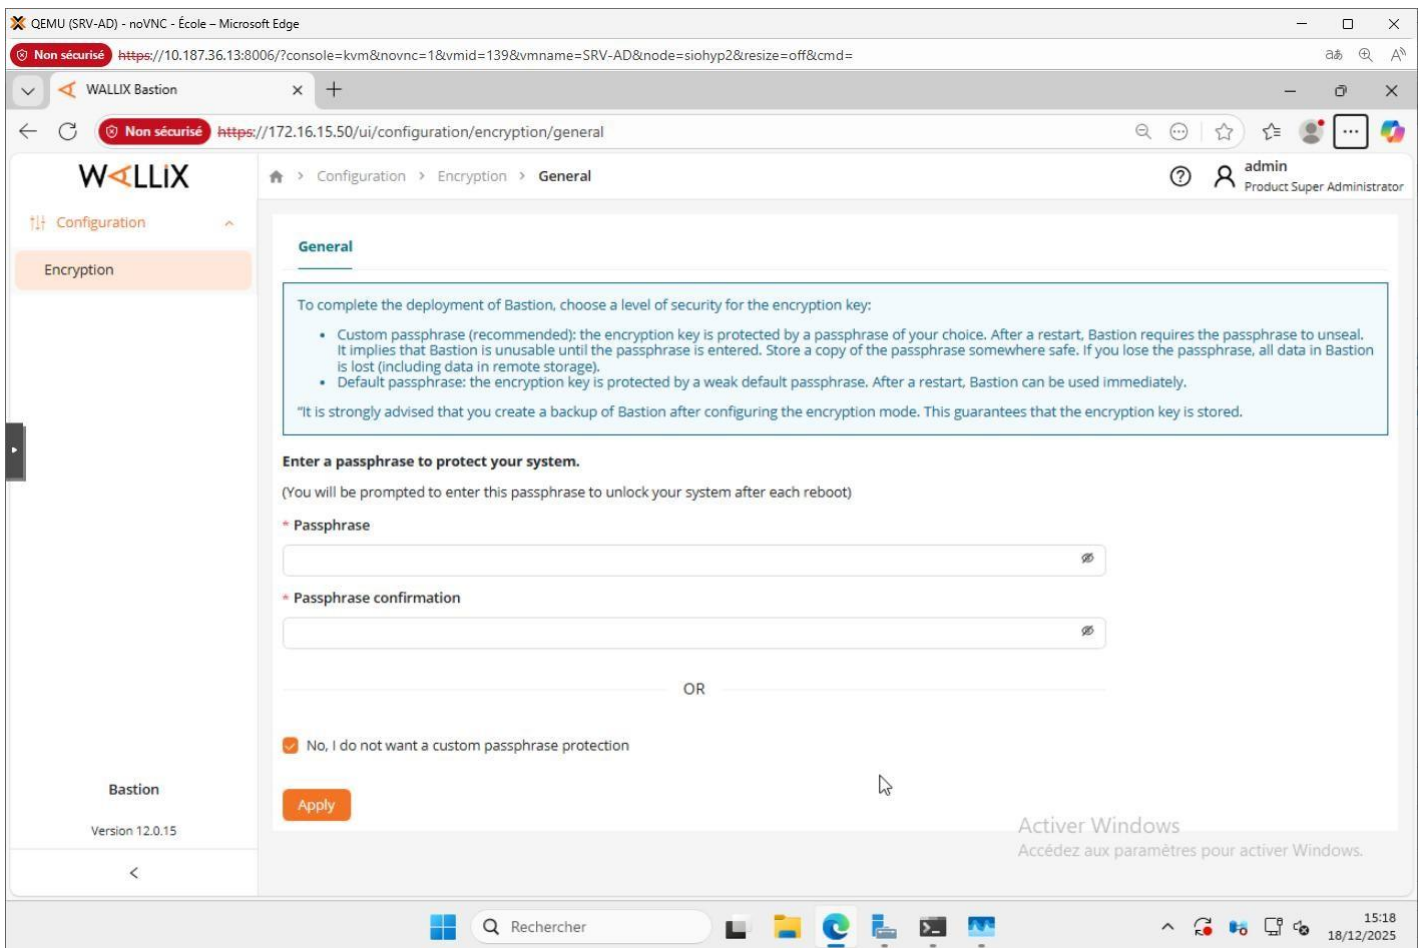 QEMU (SRV-AD) - noVNC - École – Microsoft Edge
Non sécurisé https://10.187.36.13:8006/?console=kvm&novnc=1&vmid=139&vmname=SRV-AD&node=siohyp2&resize=off&cmd=
WALLIX Bastion
Non sécurisé https://172.16.15.50/ui/configuration/encryption/general
WALLIX
Configuration > Encryption > General
admin
Product Super Administrator
Configuration
Encryption
General
To complete the deployment of Bastion, choose a level of security for the encryption key:
• Custom passphrase (recommended): the encryption key is protected by a passphrase of your choice. After a restart, Bastion requires the passphrase to unseal.
It implies that Bastion is unusable until the passphrase is entered. Store a copy of the passphrase somewhere safe. If you lose the passphrase, all data in Bastion
is lost (including data in remote storage).
• Default passphrase: the encryption key is protected by a weak default passphrase. After a restart, Bastion can be used immediately.
"It is strongly advised that you create a backup of Bastion after configuring the encryption mode. This guarantees that the encryption key is stored.
Enter a passphrase to protect your system.
(You will be prompted to enter this passphrase to unlock your system after each reboot)
* Passphrase
* Passphrase confirmation
OR
No, I do not want a custom passphrase protection
Apply
Bastion
Version 12.0.15
Activer Windows
Accédez aux paramètres pour activer Windows.
Rechercher
15:18
18/12/2025